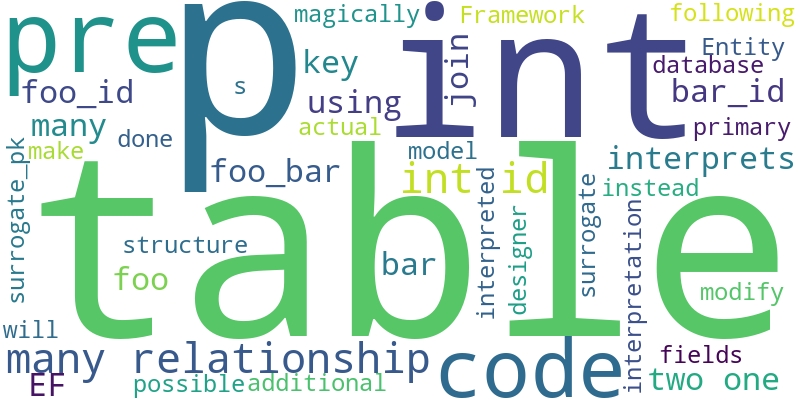 pre
p
int
magically
Framework
following
s
key
join
Entity
database
foo_id
using
bar_id
many
done
actual
primary
make
model
interprets
foo_bar
int id
instead
surrogate_pk
table
structure
bar
interpreted
designer
surrogate
interpretation
foo
modify
will
many relationship
code
fields
EF
possible
additional
two one